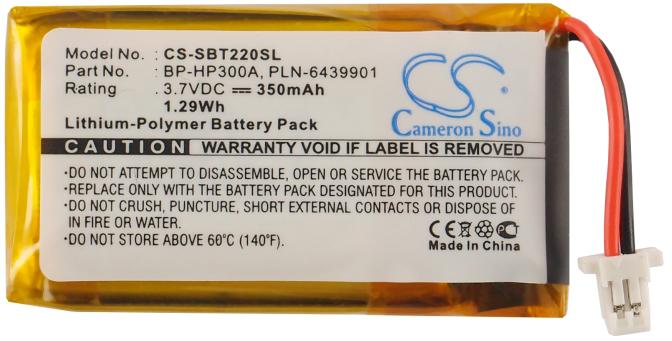 Model No. : CS-SBT220SL
Part No. : BP-HP300A, PLN-6439901
Rating : 3.7VDC ⎓ 350mAh
1.29Wh
Lithium-Polymer Battery Pack
CS
Cameron Sino
CAUTION WARRANTY VOID IF LABEL IS REMOVED
•DO NOT ATTEMPT TO DISASSEMBLE, OPEN OR SERVICE THE BATTERY
•REPLACE ONLY WITH THE BATTERY PACK DESIGNATED FOR YOUR SYSTEM
•DO NOT CRUSH, PUNCTURE, SHORT EXTERNAL CONTACTS OR DISPOSE OF
IN FIRE OR WATER.
•DO NOT STORE ABOVE 60°C (140°F)
CE
Made In China